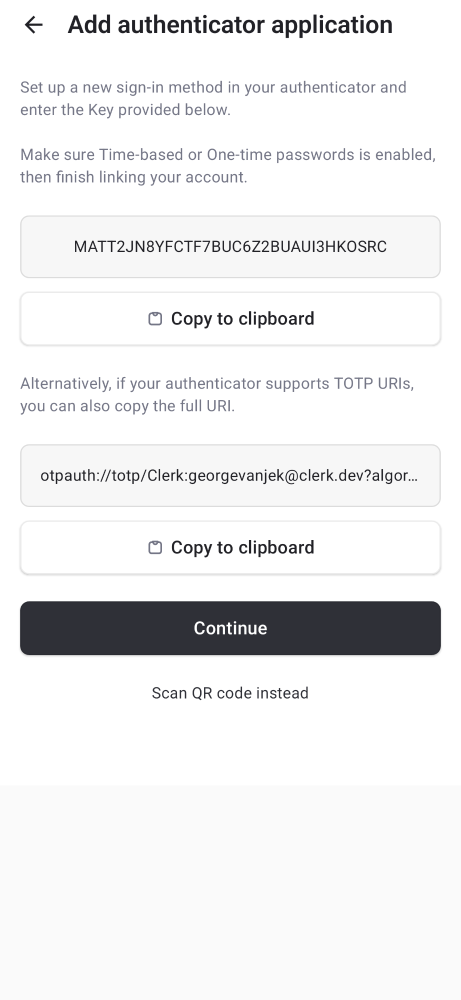 Add authenticator application
Set up a new sign-in method in your authenticator and
enter the Key provided below.
Make sure Time-based or One-time passwords is enabled,
then finish linking your account.
MATT2JN8YFCTF7BUC6Z2BUAUI3HKOSRC
Copy to clipboard
Alternatively, if your authenticator supports TOTP URIs,
you can also copy the full URI.
otpauth://totp/Clerk:georgevanjek@clerk.dev?algor…
Copy to clipboard
Continue
Scan QR code instead